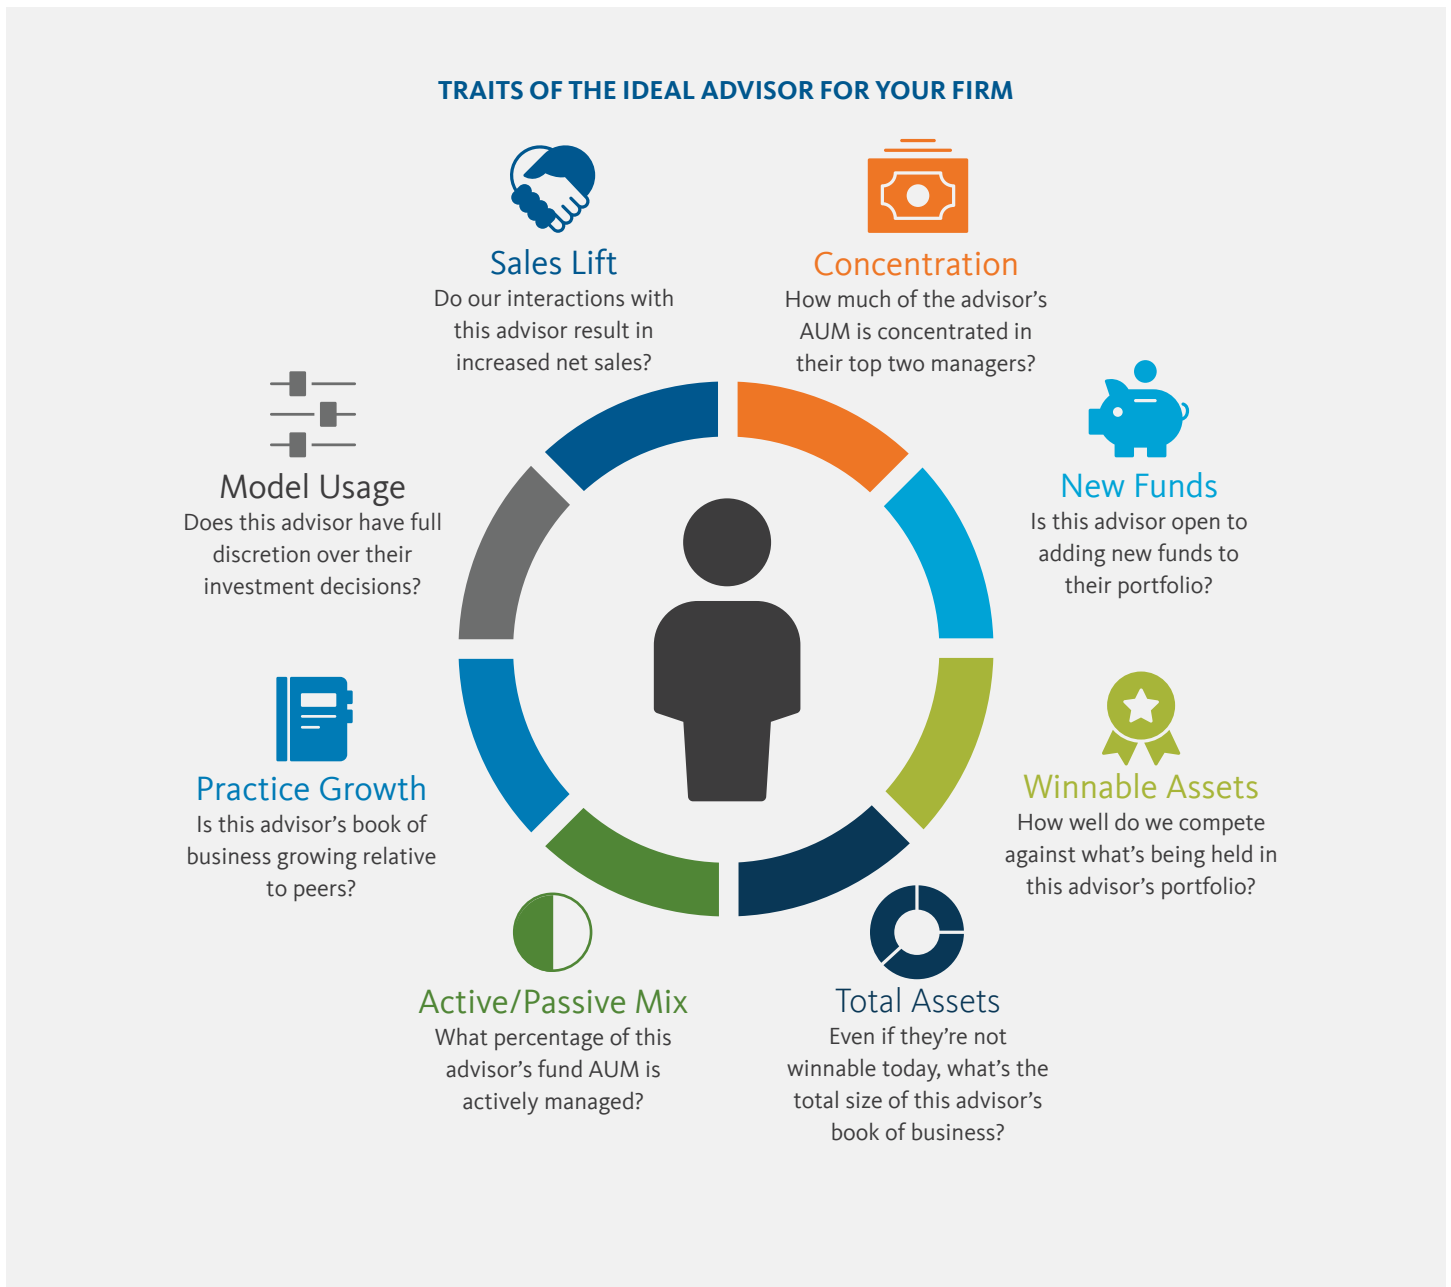 TRAITS OF THE IDEAL ADVISOR FOR YOUR FIRM
Sales Lift
Do our interactions with
this advisor result in
increased net sales?
Concentration
How much of the advisor’s
AUM is concentrated in
their top two managers?
New Funds
Is this advisor open to
adding new funds to
their portfolio?
Winnable Assets
How well do we compete
against what’s being held in
this advisor’s portfolio?
Total Assets
Even if they’re not
winnable today, what’s the
total size of this advisor’s
book of business?
Active/Passive Mix
What percentage of this
advisor’s fund AUM is
actively managed?
Practice Growth
Is this advisor’s book of
business growing relative
to peers?
Model Usage
Does this advisor have full
discretion over their
investment decisions?